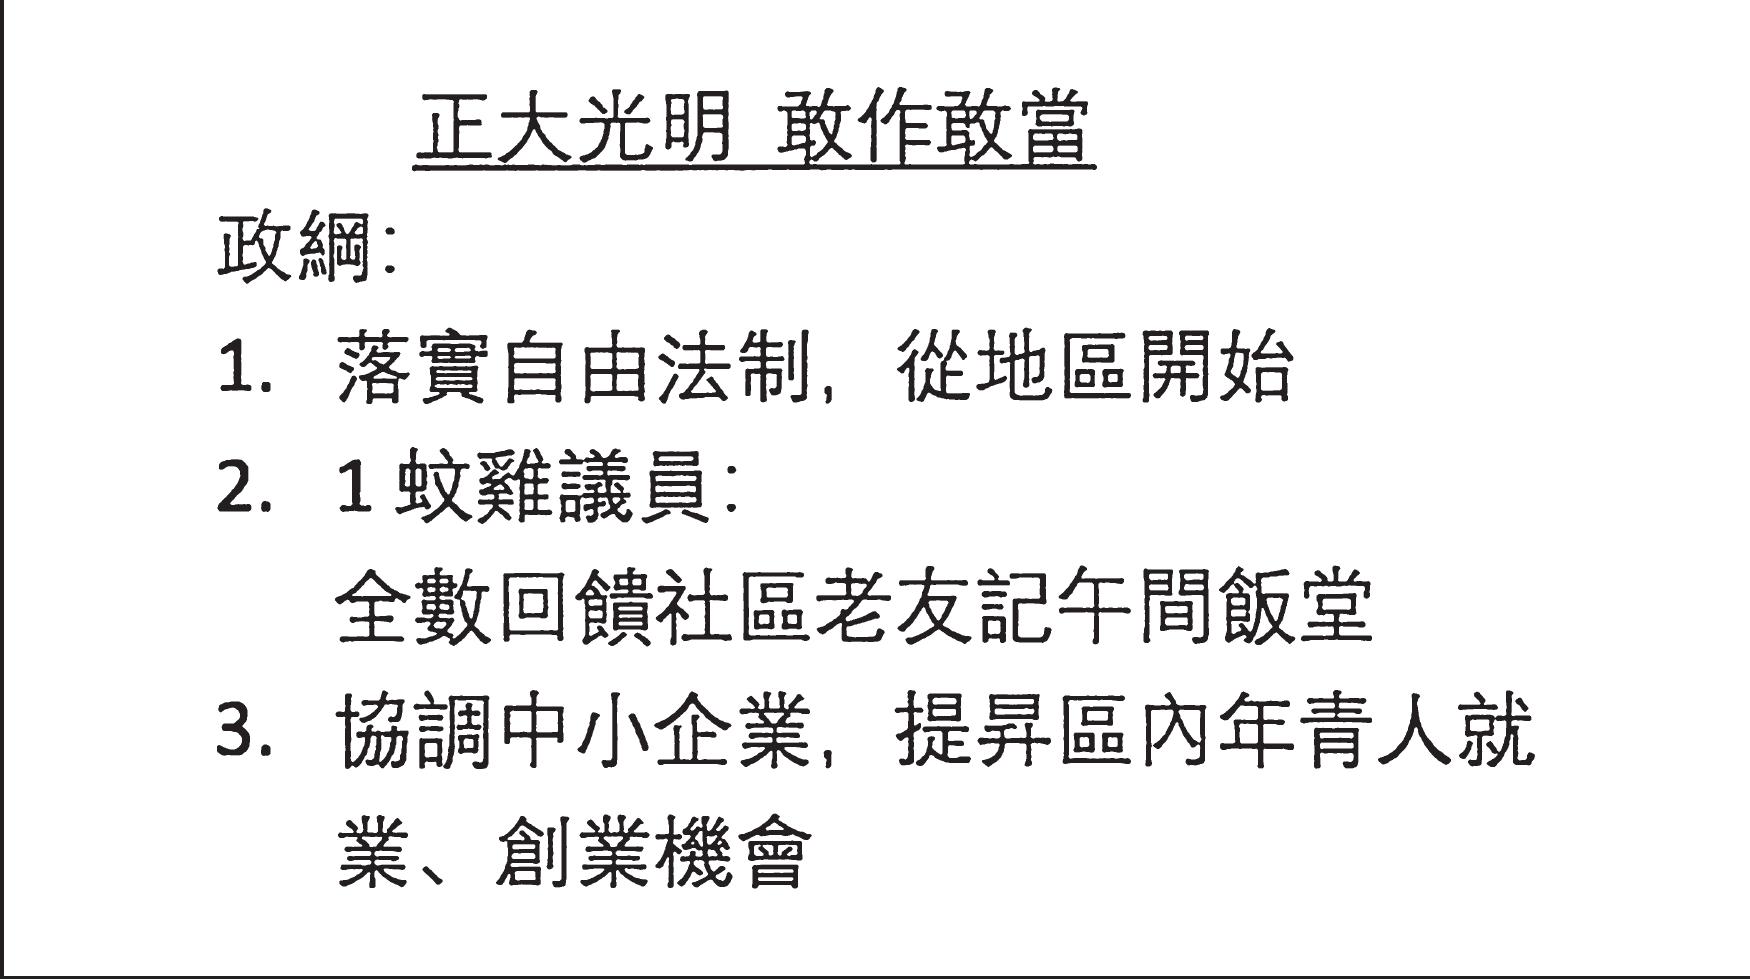 正大光明 敢作敢當
政綱:
1. 落實自由法制, 從地區開始
2. 1 蚊雞議員:
全數回饋社區老友記午間飯堂
3. 協調中小企業, 提昇區內年青人就
業、創業機會